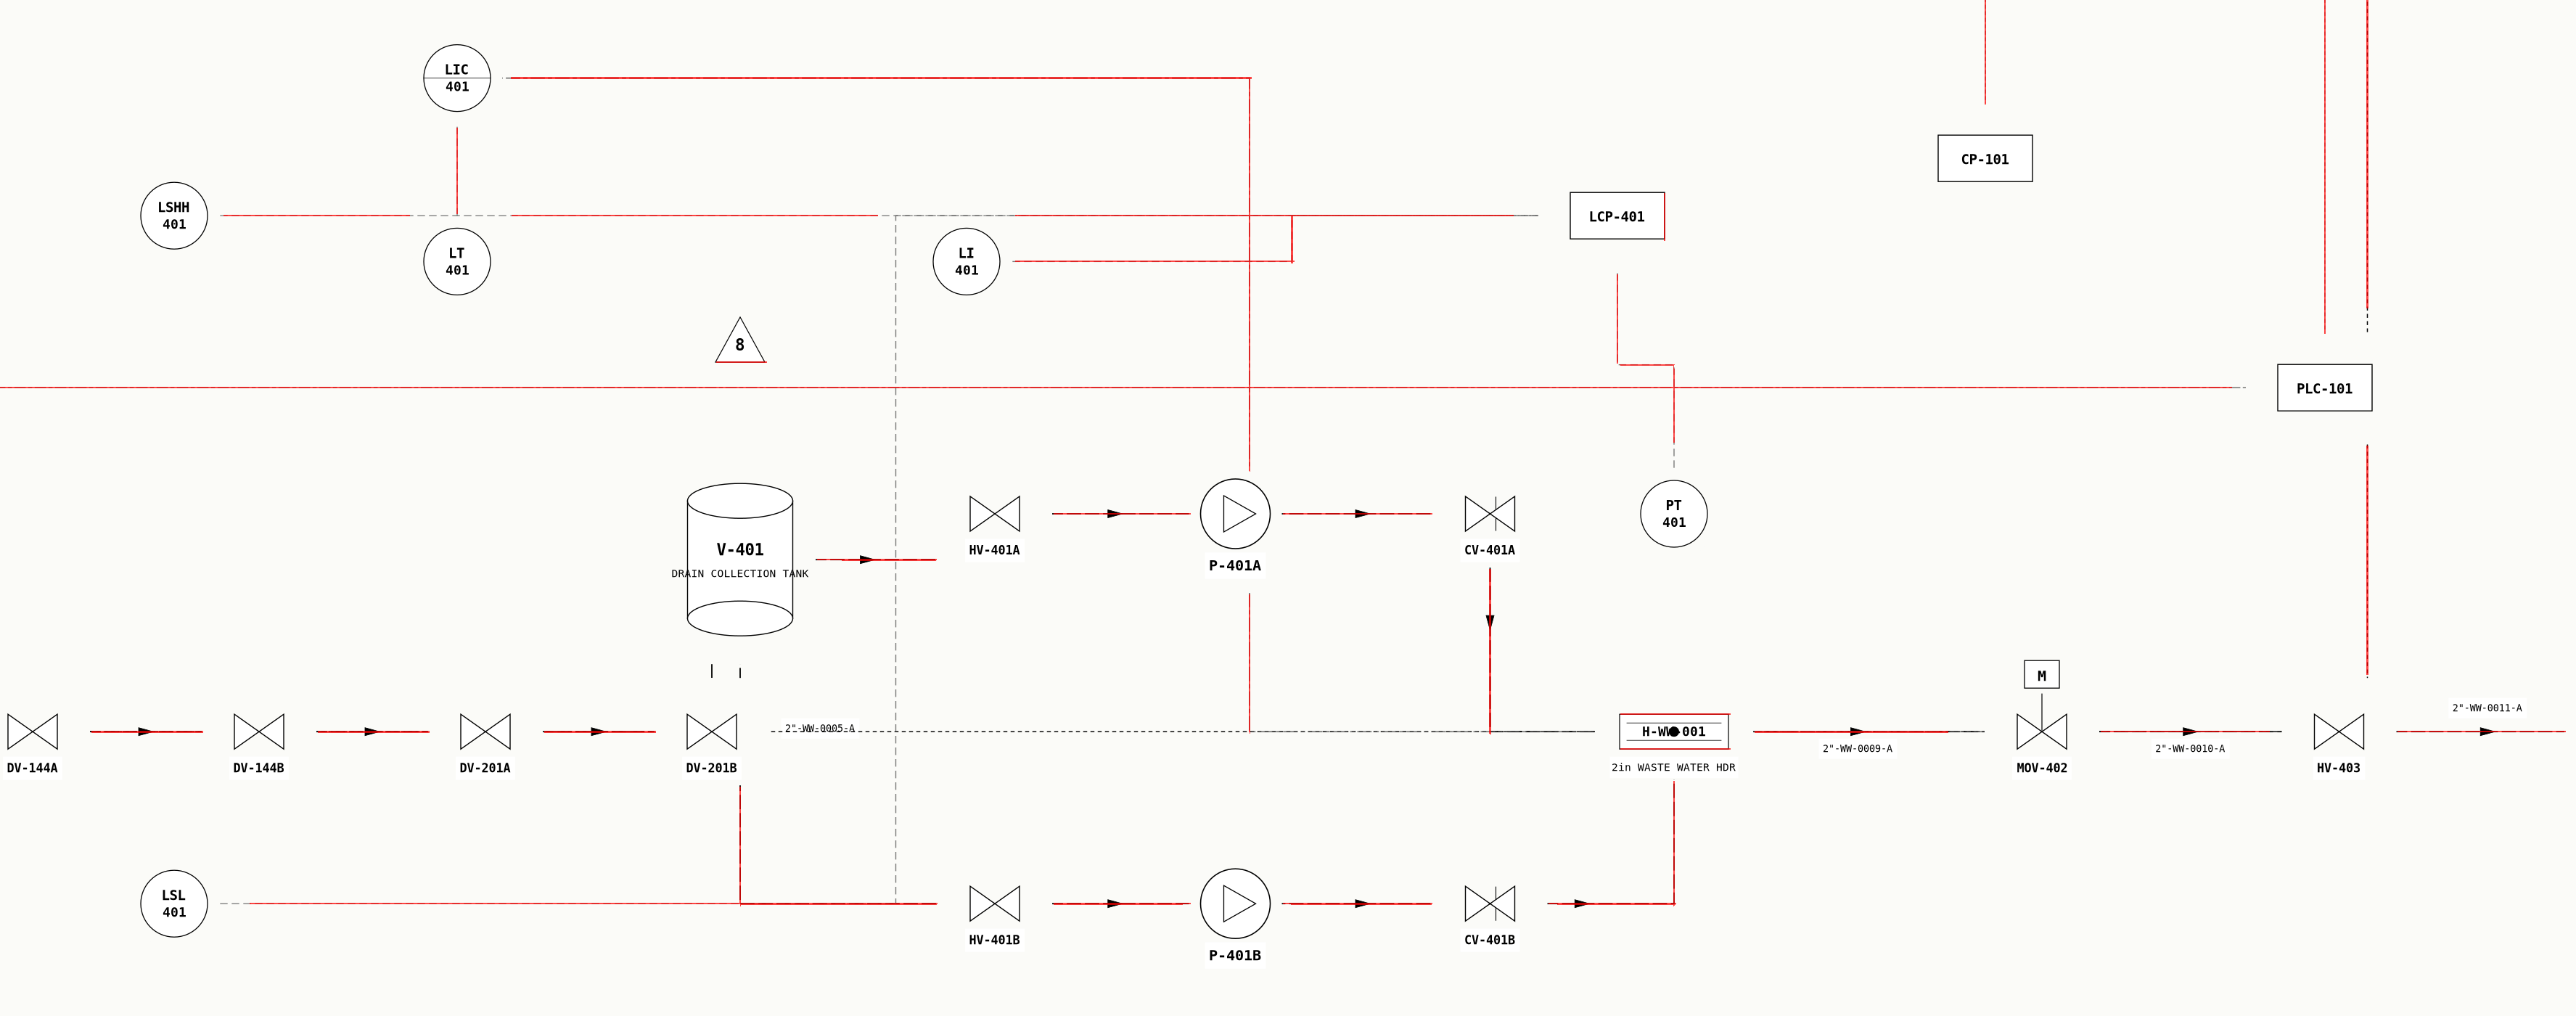 LIC
401
CP-101
LSHH
401
LCP-401
LT
401
LI
401
8
PLC-101
V-401
DRAIN COLLECTION TANK
HV-401A
P-401A
CV-401A
PT
401
M
2"-WW-0011-A
2"-WW-0005-A
H-WW-001
2"-WW-0009-A
2"-WW-0010-A
DV-144A
DV-144B
DV-201A
DV-201B
2in WASTE WATER HDR
MOV-402
HV-403
LSL
401
HV-401B
P-401B
CV-401B